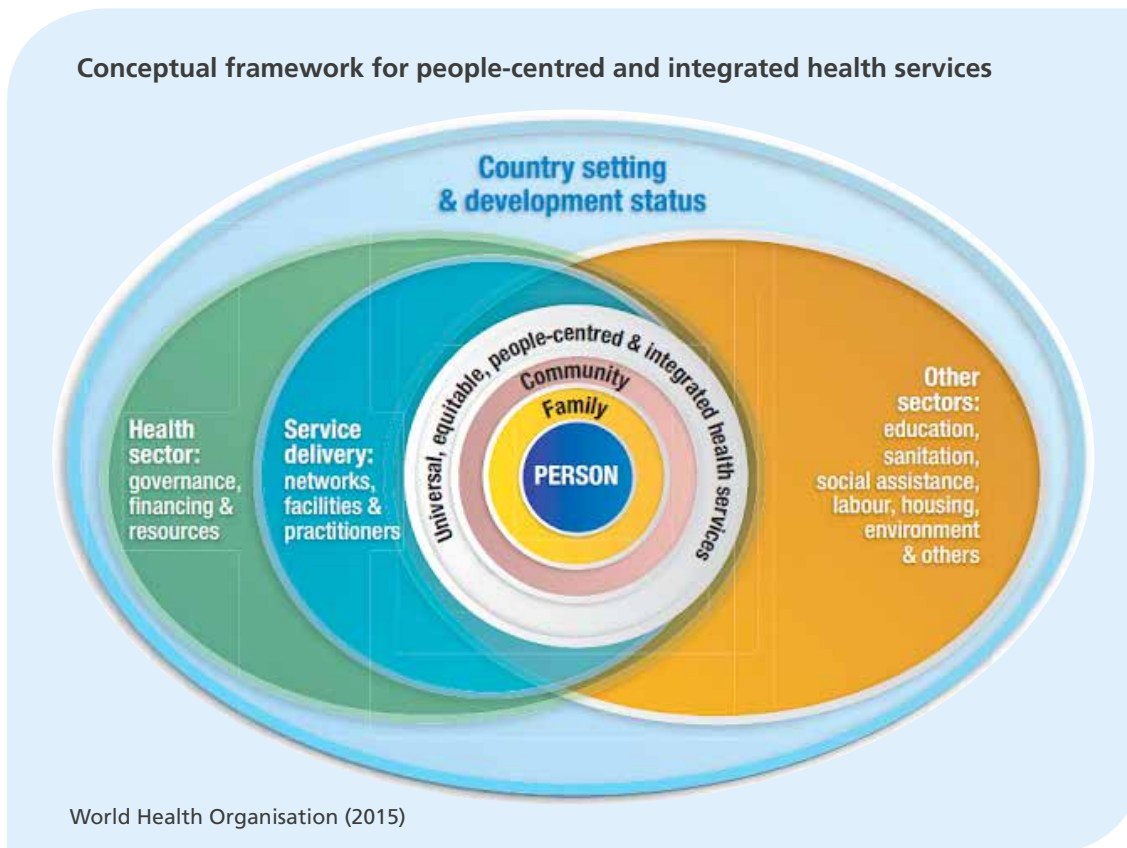 Conceptual framework for people-centred and integrated health services
Country setting
& development status
Universal, equitable, people-centred & integrated health services
Community
Family
PERSON
Health
sector:
governance,
financing &
resources
Service
delivery:
networks,
facilities &
practitioners
Other
sectors:
education,
sanitation,
social assistance,
labour, housing,
environment
& others
World Health Organisation (2015)